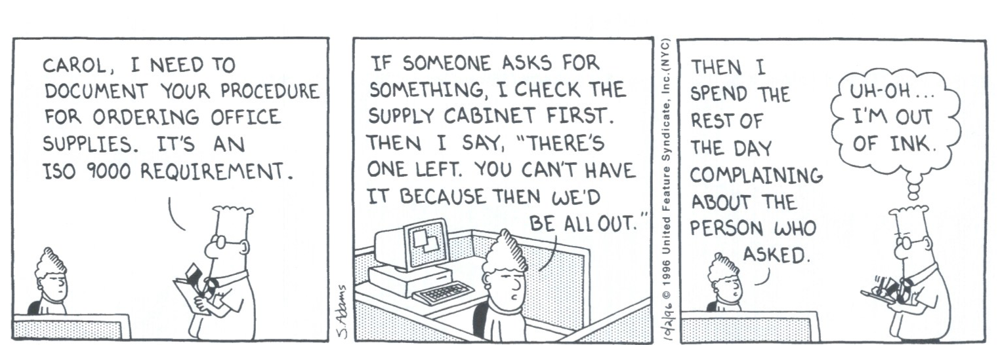 CAROL, I NEED TO
DOCUMENT YOUR PROCEDURE
FOR ORDERING OFFICE
SUPPLIES. IT'S AN
ISO 9000 REQUIREMENT.
S. Adams
IF SOMEONE ASKS FOR
SOMETHING, I CHECK THE
SUPPLY CABINET FIRST.
THEN I SAY, "THERE'S
ONE LEFT. YOU CAN'T HAVE
IT BECAUSE THEN WE'D
BE ALL OUT."
10/2/96 © 1996 United Feature Syndicate, Inc.(NYC)
THEN I
SPEND THE
REST OF
THE DAY
COMPLAINING
ABOUT THE
PERSON WHO
ASKED.
UH-OH...
I'M OUT
OF INK.